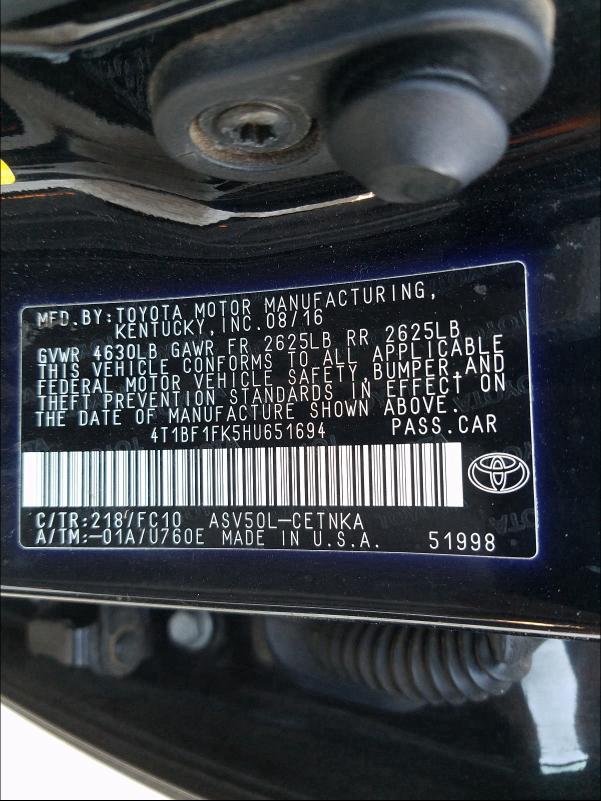 MFD.BY:TOYOTA MOTOR MANUFACTURING,
KENTUCKY, INC.08/16
GVWR 4630LB GAWR FR 2625LB RR 2625LB
THIS VEHICLE CONFORMS TO ALL APPLICABLE
FEDERAL MOTOR VEHICLE SAFETY, BUMPER, AND
THEFT PREVENTION STANDARDS IN EFFECT ON
THE DATE OF MANUFACTURE SHOWN ABOVE.
4T1BF1FK5HU651694 PASS.CAR
C/TR:218/FC10 ASV50L-CETNKA
A/TM:-01A/U760E MADE IN U.S.A. 51998